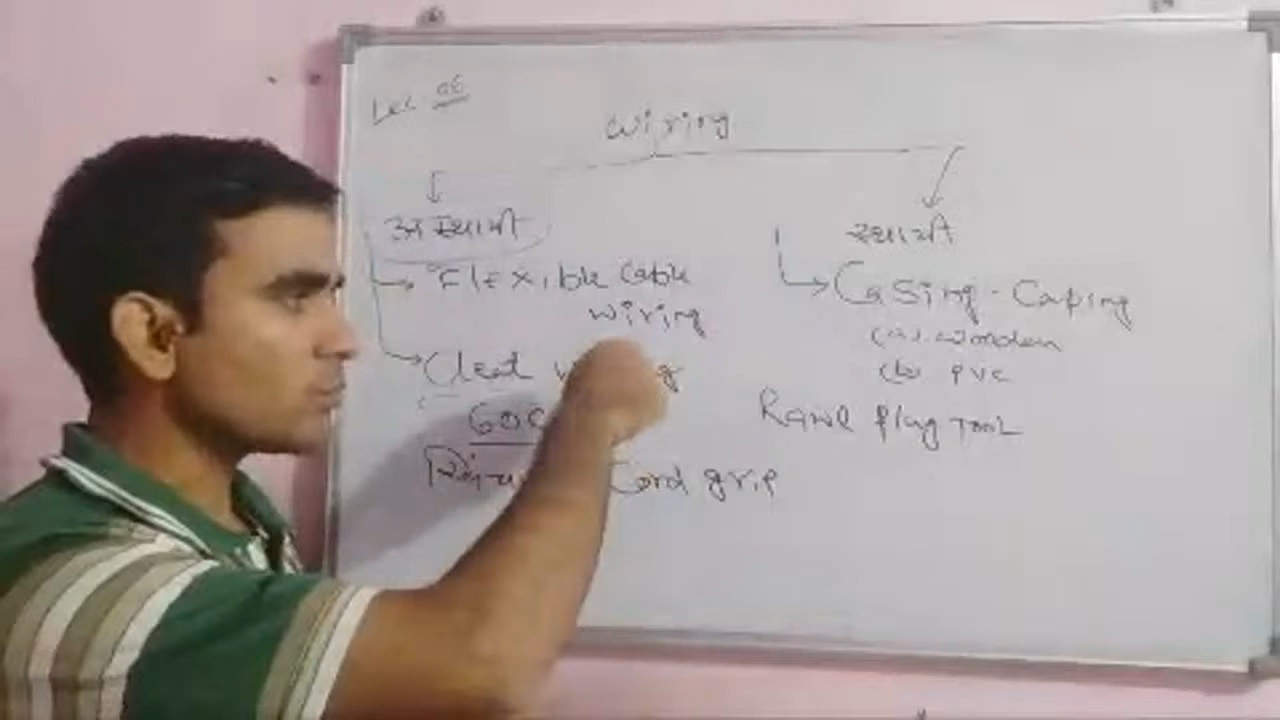 Lec 06
wiring
अस्थायी
Flexible Cable
wiring
Cleat
स्थायी
Casing - Caping
(a) wooden
(b) PVC
Rawl plug Tool
Cord grip